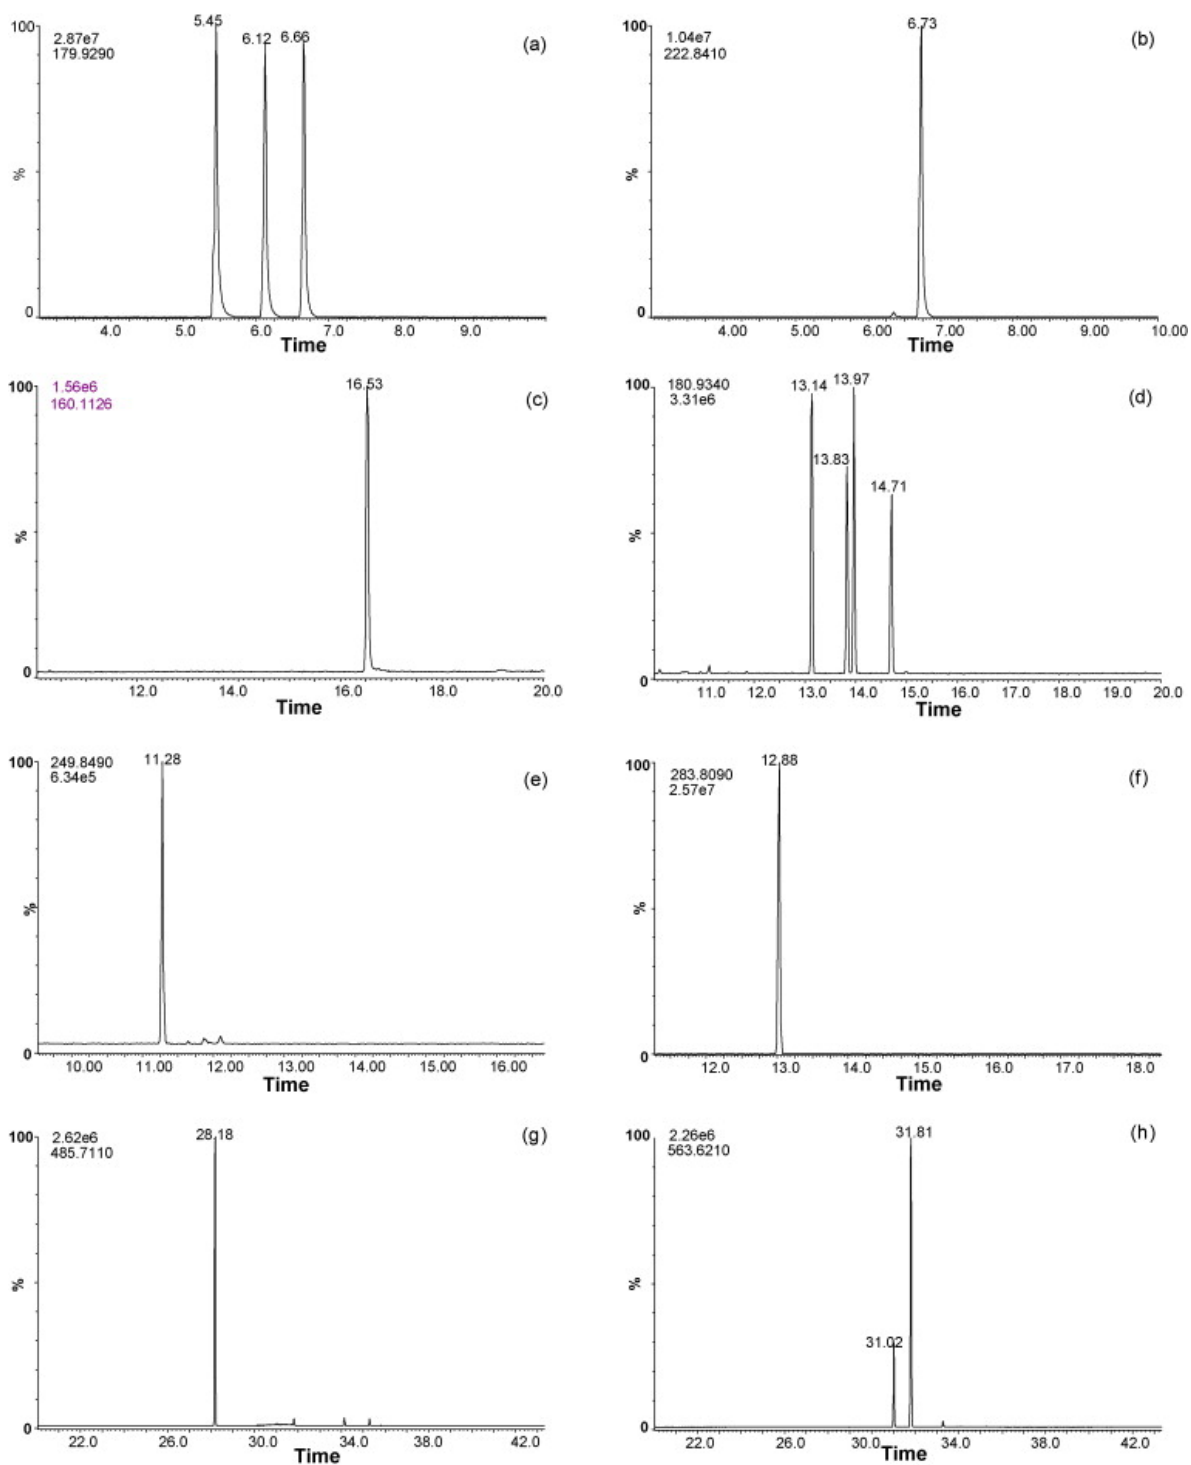 100
2.87e7
179.9290
5.45
6.12
6.66
(a)
%
0
4.0 5.0 6.0 7.0 8.0 9.0
Time
100
1.04e7
222.8410
6.73
(b)
%
0
4.00 5.00 6.00 7.00 8.00 9.00 10.00
Time
100
1.56e6
160.1126
16.53
(c)
%
0
12.0 14.0 16.0 18.0 20.0
Time
100
180.9340
3.31e6
13.14
13.97
13.83
14.71
(d)
%
0
11.0 12.0 13.0 14.0 15.0 16.0 17.0 18.0 19.0 20.0
Time
100
249.8490
6.34e5
11.28
(e)
%
0
10.00 11.00 12.00 13.00 14.00 15.00 16.00
Time
100
283.8090
2.57e7
12.88
(f)
%
0
12.0 13.0 14.0 15.0 16.0 17.0 18.0
Time
100
2.62e6
485.7110
28.18
(g)
%
0
22.0 26.0 30.0 34.0 38.0 42.0
Time
100
2.26e6
563.6210
31.81
31.02
(h)
%
0
22.0 26.0 30.0 34.0 38.0 42.0
Time